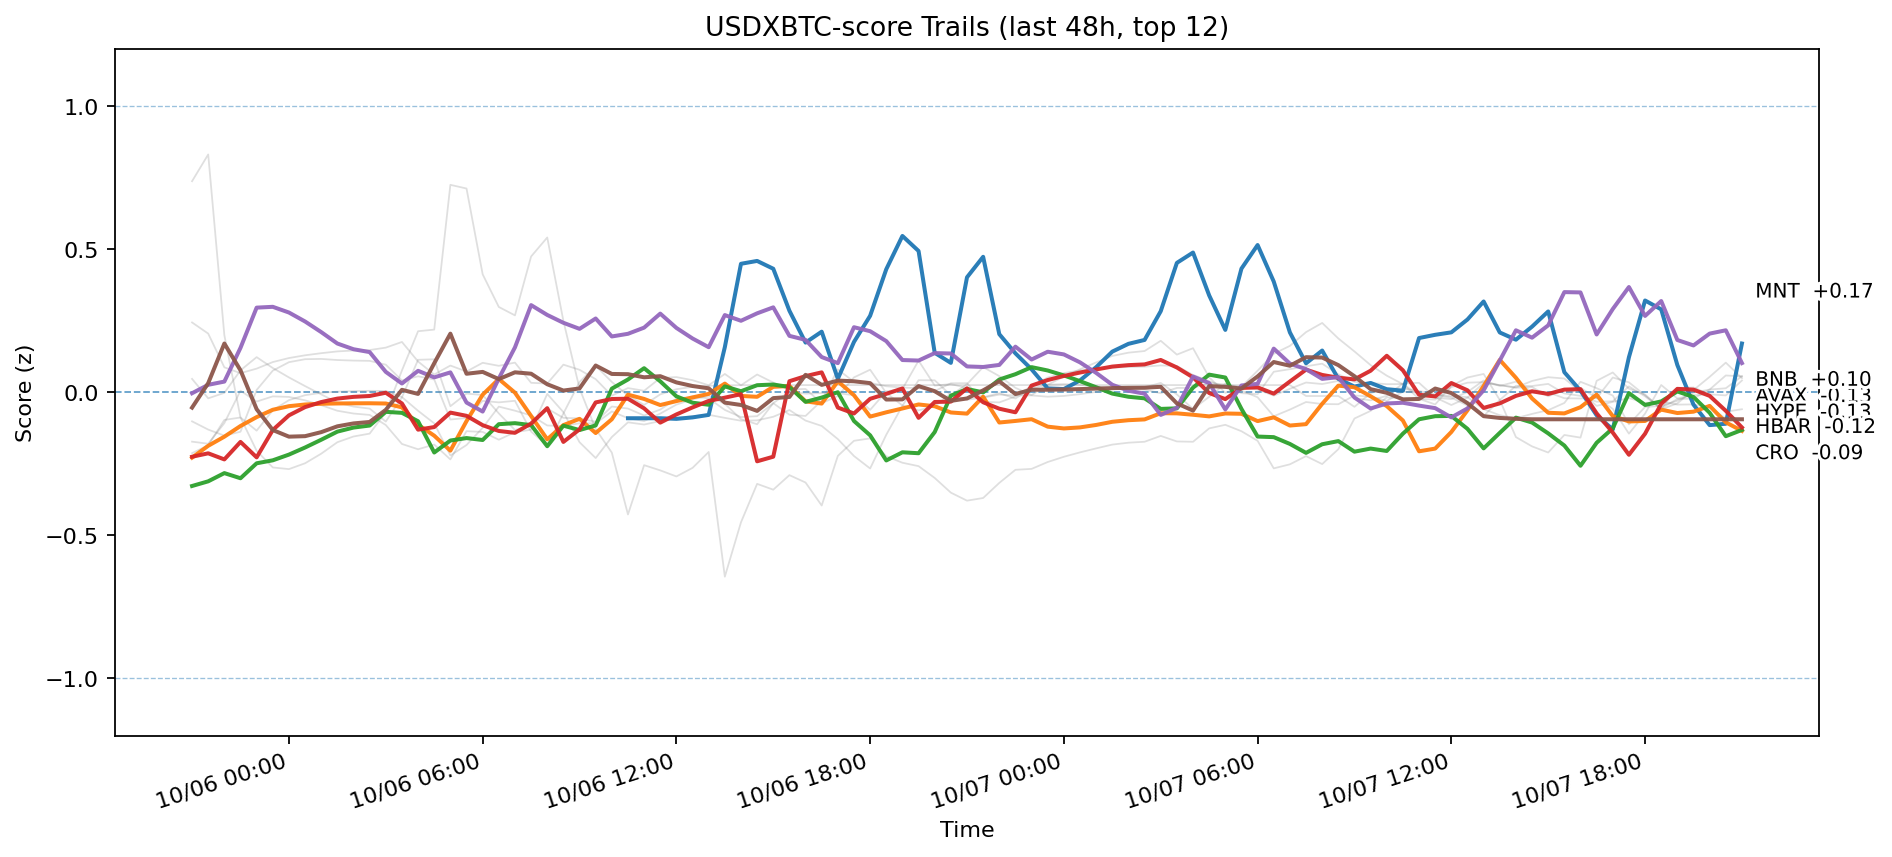 USDXBTC-score Trails (last 48h, top 12)
Score (z)
1.0
0.5
0.0
−0.5
−1.0
MNT +0.17
BNB +0.10
AVAX -0.13
HYPE -0.13
HBAR -0.12
CRO -0.09
10/06 00:00
10/06 06:00
10/06 12:00
10/06 18:00
10/07 00:00
10/07 06:00
10/07 12:00
10/07 18:00
Time